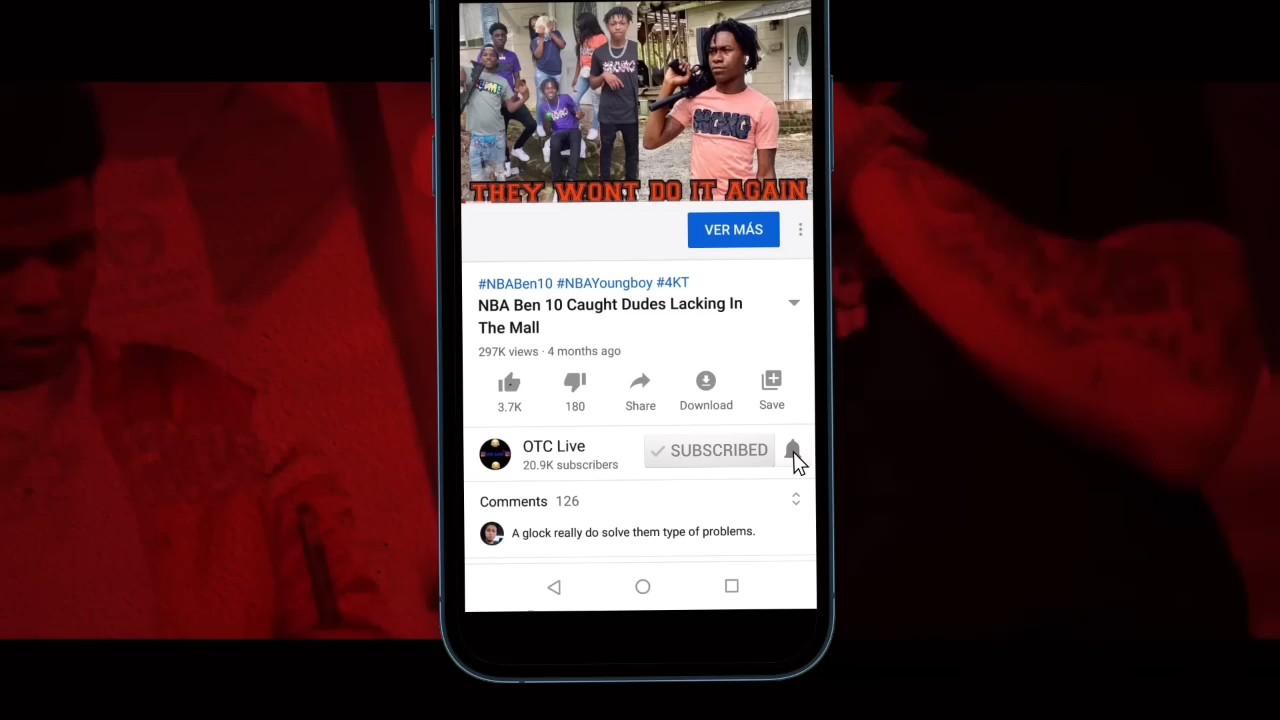 THEY WONT DO IT AGAIN
VER MÁS
#NBABen10 #NBAYoungboy #4KT
NBA Ben 10 Caught Dudes Lacking In
The Mall
297K views · 4 months ago
3.7K
180
Share
Download
Save
OTC Live
20.9K subscribers
SUBSCRIBED
Comments 126
A glock really do solve them type of problems.